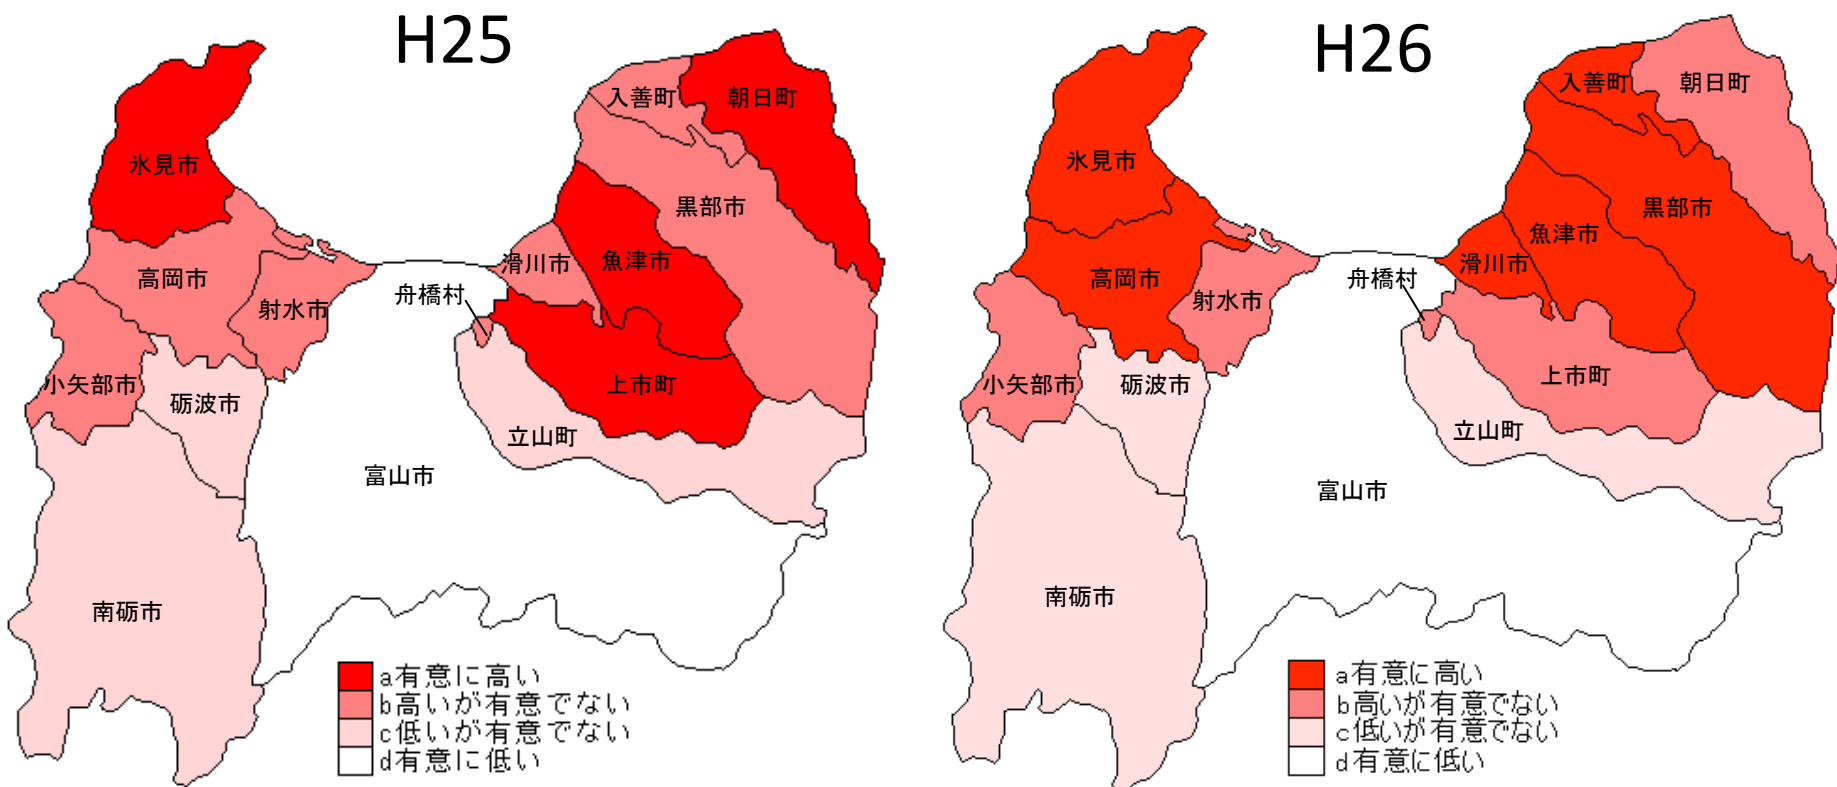 H25
入善町
朝日町
氷見市
黒部市
魚津市
滑川市
高岡市
舟橋村
射水市
小矢部市
上市町
砺波市
立山町
富山市
南砺市
a有意に高い
b高いが有意でない
c低いが有意でない
d有意に低い
H26
入善町
朝日町
氷見市
黒部市
魚津市
滑川市
高岡市
舟橋村
射水市
小矢部市
上市町
砺波市
立山町
富山市
南砺市
a有意に高い
b高いが有意でない
c低いが有意でない
d有意に低い